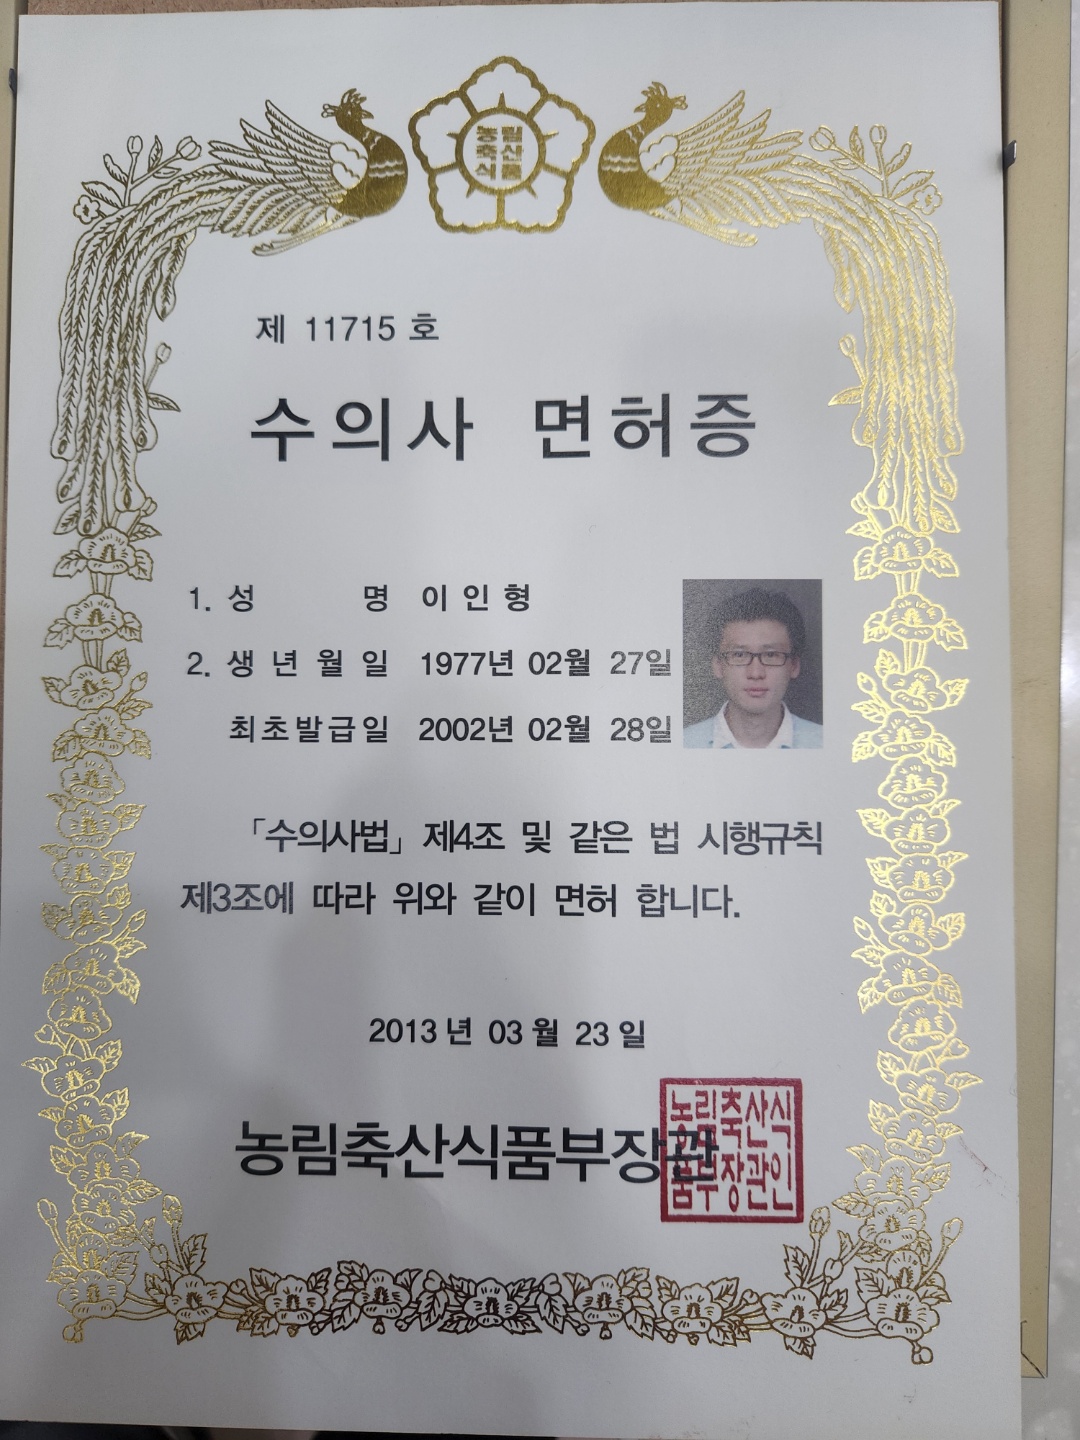 농림
축산
식품
제 11715 호
수의사 면허증
1. 성 명 이 인 형
2. 생 년 월 일 1977년 02월 27일
최초발급일 2002년 02월 28일
「수의사법」 제4조 및 같은 법 시행규칙
제3조에 따라 위와 같이 면허 합니다.
2013 년 03 월 23 일
농림축산식품부장관
농림축산식
품부장관인